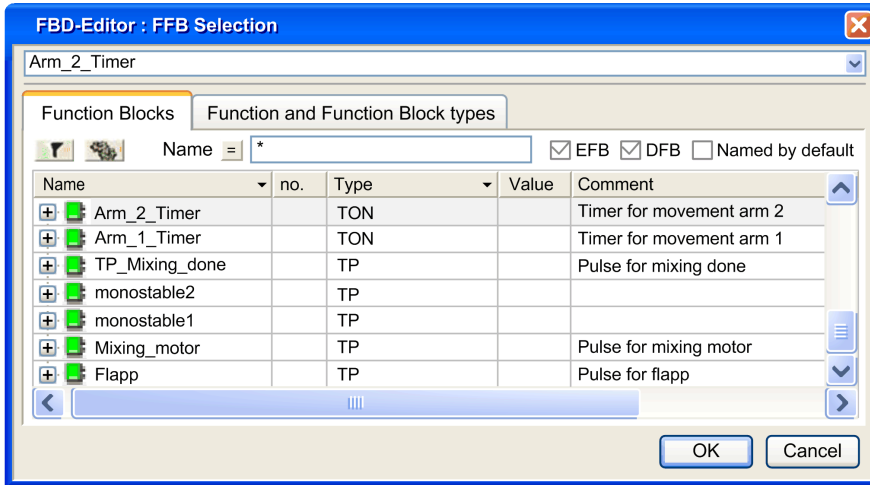 FBD-Editor : FFB Selection
Arm_2_Timer
Function Blocks Function and Function Block types
Name = * EFB DFB Named by default
Name no. Type Value Comment
Arm_2_Timer TON Timer for movement arm 2
Arm_1_Timer TON Timer for movement arm 1
TP_Mixing_done TP Pulse for mixing done
monostable2 TP
monostable1 TP
Mixing_motor TP Pulse for mixing motor
Flapp TP Pulse for flapp
OK Cancel